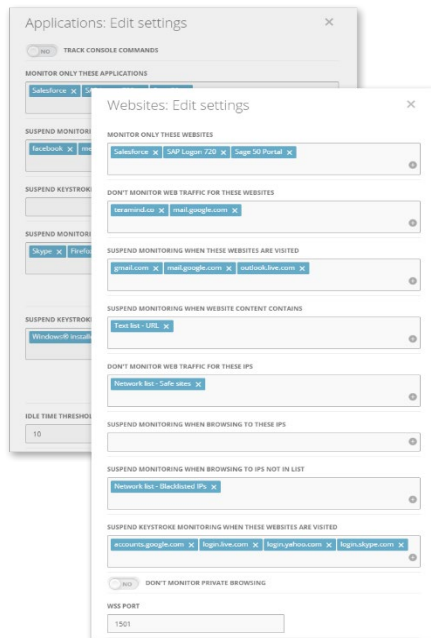 Applications: Edit settings
NO TRACK CONSOLE COMMANDS
MONITOR ONLY THESE APPLICATIONS
Salesforce
SUSPEND MONITORI
facebook
SUSPEND KEYSTROK
SUSPEND MONITORI
Skype Firefo
SUSPEND KEYSTROK
Windows® installe
IDLE TIME THRESHOL
10
Websites: Edit settings
MONITOR ONLY THESE WEBSITES
Salesforce SAP Logon 720 Sage 50 Portal
DON'T MONITOR WEB TRAFFIC FOR THESE WEBSITES
teramind.co mail.google.com
SUSPEND MONITORING WHEN THESE WEBSITES ARE VISITED
gmail.com mail.google.com outlook.live.com
SUSPEND MONITORING WHEN WEBSITE CONTENT CONTAINS
Text list - URL
DON'T MONITOR WEB TRAFFIC FOR THESE IPS
Network list - Safe sites
SUSPEND MONITORING WHEN BROWSING TO THESE IPS
SUSPEND MONITORING WHEN BROWSING TO IPS NOT IN LIST
Network list - Blacklisted IPs
SUSPEND KEYSTROKE MONITORING WHEN THESE WEBSITES ARE VISITED
accounts.google.com login.live.com login.yahoo.com login.skype.com
NO DON'T MONITOR PRIVATE BROWSING
WSS PORT
1501